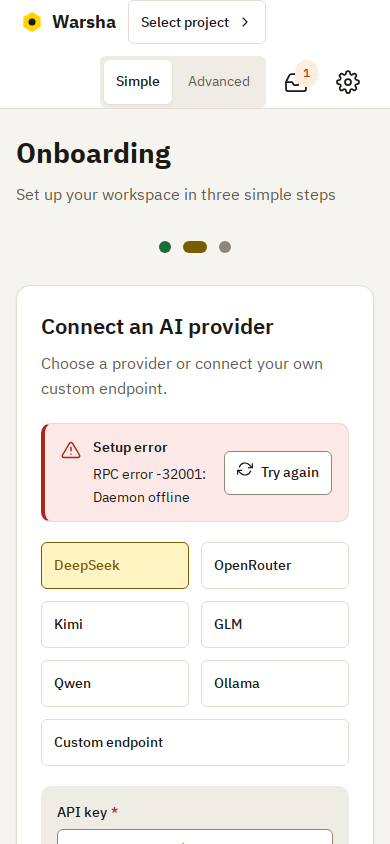 Warsha
Select project
Simple
Advanced
1
Onboarding
Set up your workspace in three simple steps
Connect an AI provider
Choose a provider or connect your own
custom endpoint.
Setup error
RPC error -32001:
Daemon offline
Try again
DeepSeek
OpenRouter
Kimi
GLM
Qwen
Ollama
Custom endpoint
API key *